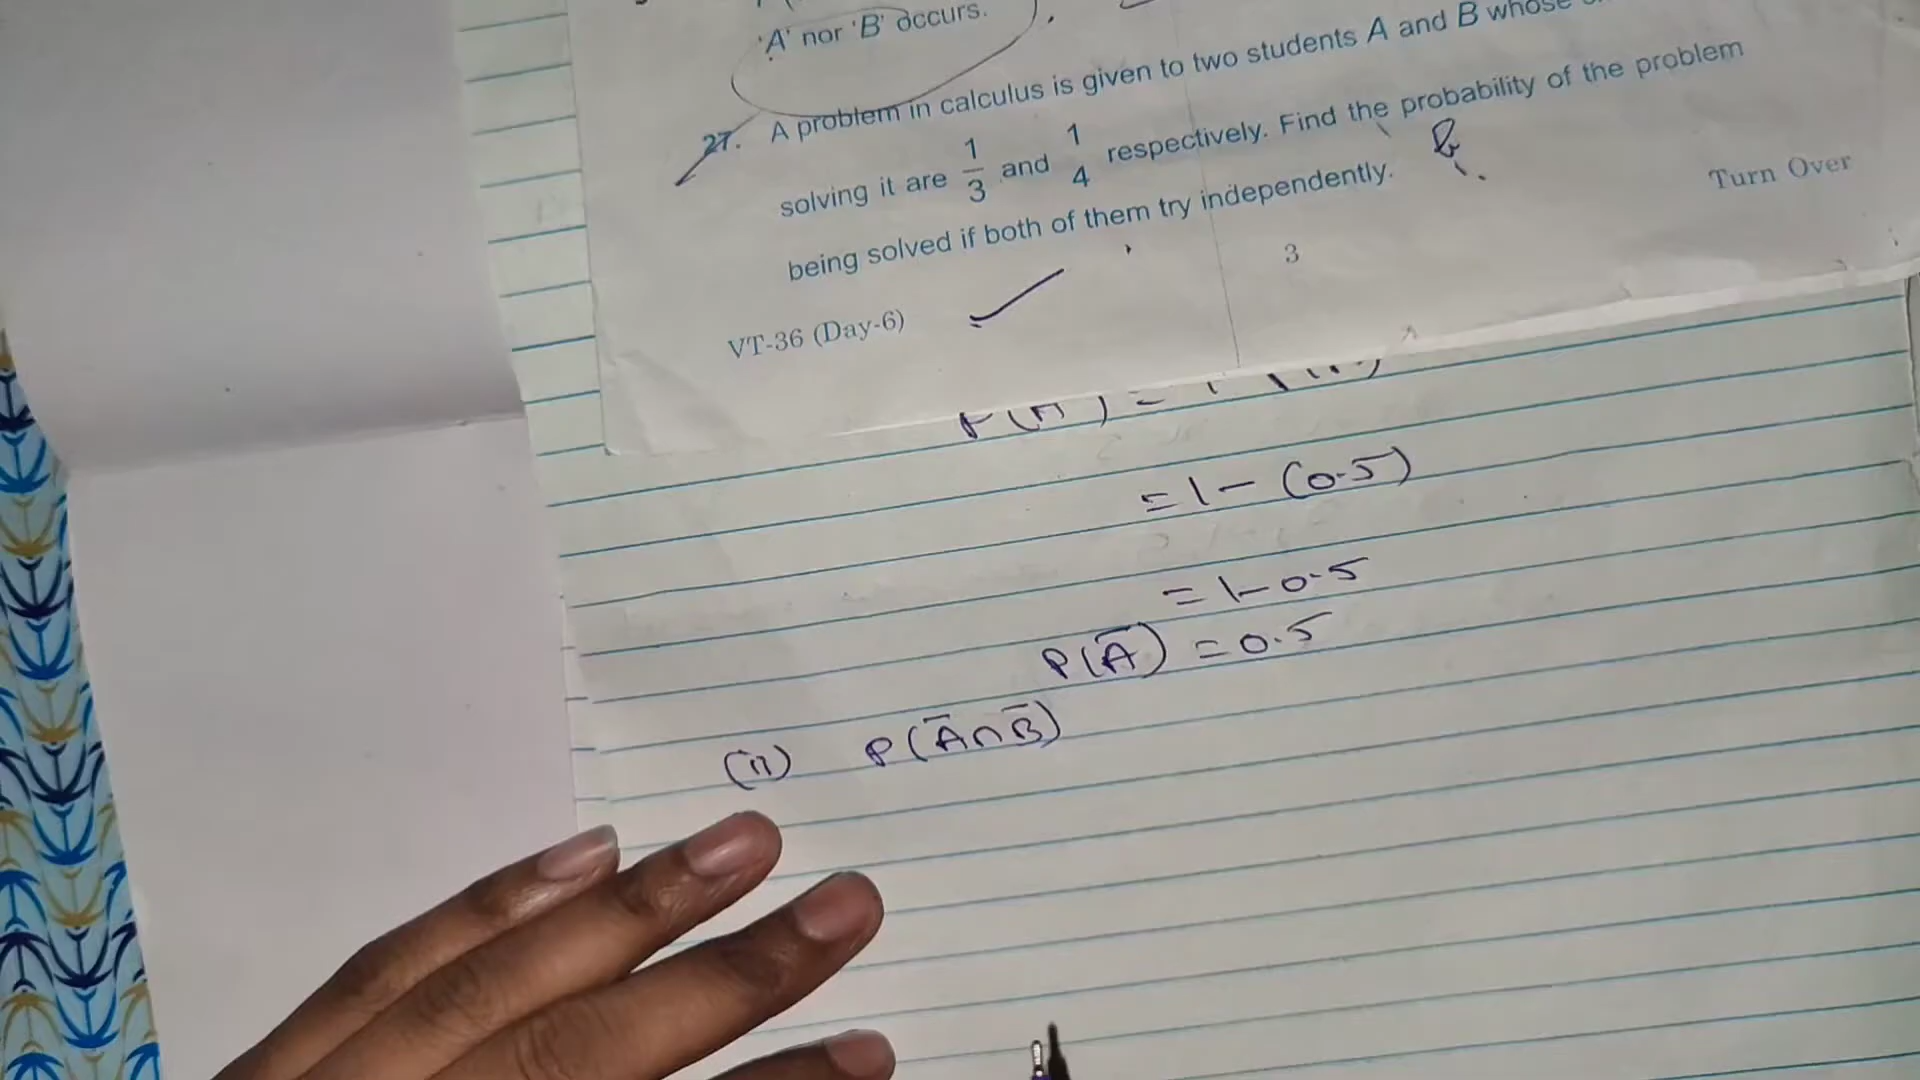 'A' nor 'B' occurs.
27. A problem in calculus is given to two students A and B whose
solving it are 1/3 and 1/4 respectively. Find the probability of the problem
being solved if both of them try independently.
Turn Over
3
VT-36 (Day-6)
= 1 - (0.5)
= 1-0.5
P(A̅) = 0.5
(ii) P(A̅∩B̅)